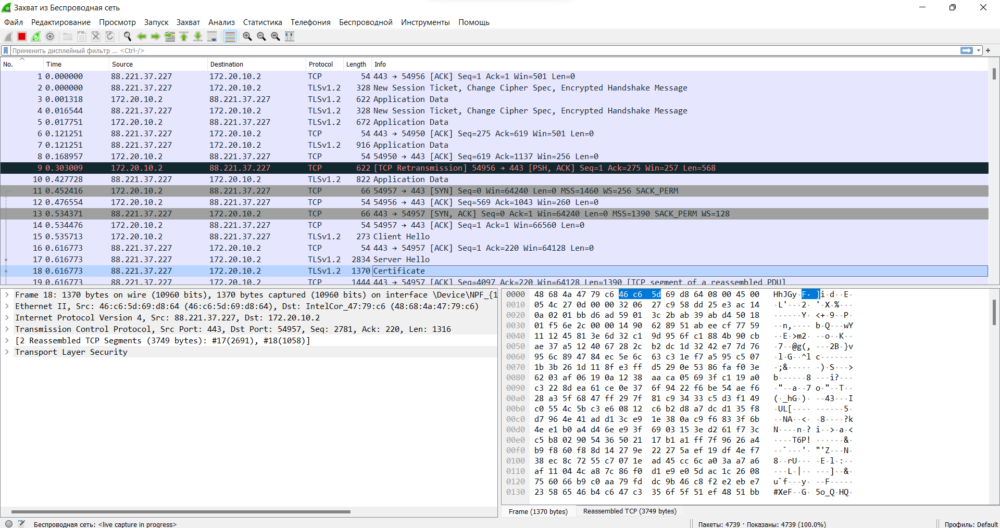 Захват из Беспроводная сеть
Файл Редактирование Просмотр Запуск Захват Анализ Статистика Телефония Беспроводной Инструменты Помощь
Применить дисплейный фильтр ... <Ctrl-/>
No. Time Source Destination Protocol Length Info
1 0.000000 88.221.37.227 172.20.10.2 TCP 54 443 → 54956 [ACK] Seq=1 Ack=1 Win=501 Len=0
2 0.000000 88.221.37.227 172.20.10.2 TLSv1.2 328 New Session Ticket, Change Cipher Spec, Encrypted Handshake Message
3 0.001318 172.20.10.2 88.221.37.227 TLSv1.2 622 Application Data
4 0.016544 88.221.37.227 172.20.10.2 TLSv1.2 328 New Session Ticket, Change Cipher Spec, Encrypted Handshake Message
5 0.017751 172.20.10.2 88.221.37.227 TLSv1.2 672 Application Data
6 0.121251 88.221.37.227 172.20.10.2 TCP 54 443 → 54950 [ACK] Seq=275 Ack=619 Win=501 Len=0
7 0.121251 88.221.37.227 172.20.10.2 TLSv1.2 916 Application Data
8 0.168957 172.20.10.2 88.221.37.227 TCP 54 54950 → 443 [ACK] Seq=619 Ack=1137 Win=256 Len=0
9 0.303009 172.20.10.2 88.221.37.227 TCP 622 [TCP Retransmission] 54956 → 443 [PSH, ACK] Seq=1 Ack=275 Win=257 Len=568
10 0.427728 88.221.37.227 172.20.10.2 TLSv1.2 822 Application Data
11 0.452416 172.20.10.2 88.221.37.227 TCP 66 54957 → 443 [SYN] Seq=0 Win=64240 Len=0 MSS=1460 WS=256 SACK_PERM
12 0.476554 172.20.10.2 88.221.37.227 TCP 54 54956 → 443 [ACK] Seq=569 Ack=1043 Win=260 Len=0
13 0.534371 88.221.37.227 172.20.10.2 TCP 66 443 → 54957 [SYN, ACK] Seq=0 Ack=1 Win=64240 Len=0 MSS=1390 SACK_PERM WS=128
14 0.534476 172.20.10.2 88.221.37.227 TCP 54 54957 → 443 [ACK] Seq=1 Ack=1 Win=66560 Len=0
15 0.535713 172.20.10.2 88.221.37.227 TLSv1.2 273 Client Hello
16 0.616773 88.221.37.227 172.20.10.2 TCP 54 443 → 54957 [ACK] Seq=1 Ack=220 Win=64128 Len=0
17 0.616773 88.221.37.227 172.20.10.2 TLSv1.2 2834 Server Hello
18 0.616773 88.221.37.227 172.20.10.2 TLSv1.2 1370 Certificate
19 0.616773 88.221.37.227 172.20.10.2 TCP 1444 443 → 54957 [ACK] Seq=4097 Ack=220 Win=64128 Len=1390 [TCP segment of a reassembled PDU]
Frame 18: 1370 bytes on wire (10960 bits), 1370 bytes captured (10960 bits) on interface \Device\NPF_{1
Ethernet II, Src: 46:c6:5d:69:d8:64 (46:c6:5d:69:d8:64), Dst: IntelCor_47:79:c6 (48:68:4a:47:79:c6)
Internet Protocol Version 4, Src: 88.221.37.227, Dst: 172.20.10.2
Transmission Control Protocol, Src Port: 443, Dst Port: 54957, Seq: 2781, Ack: 220, Len: 1316
[2 Reassembled TCP Segments (3749 bytes): #17(2691), #18(1058)]
Transport Layer Security
0000 48 68 4a 47 79 c6 46 c6 5d 69 d8 64 08 00 45 00 HhJGy·F· ]i·d··E·
0010 05 4c 27 0d 00 00 32 06 27 c9 58 dd 25 e3 ac 14 ·L'···2· '·X·%···
0020 0a 02 01 bb d6 ad 59 01 3c 2b ab 39 ab d4 50 18 ······Y· <+·9··P·
0030 01 f5 6e 2c 00 00 14 90 62 89 51 ab ee cf 77 59 ··n,···· b·Q···wY
0040 11 12 45 81 3e 6d 32 c1 9d 95 6f c1 88 4b 90 cb ··E·>m2· ··o··K··
0050 ae 37 a5 12 40 67 28 2c b2 dc 1d 32 42 e7 7d 76 ·7··@g(, ···2B·}v
0060 95 6c 89 47 84 ec 5e 6c 63 c3 1e f7 a5 95 c5 07 ·l·G··^l c·······
0070 1b 3b 26 1d 11 8f e3 ff d5 29 0e 53 86 fa f0 3e ·;&····· ·)·S···>
0080 62 03 af 06 19 0a 12 38 aa ca 05 69 3f c1 19 a0 b······8 ···i?···
0090 c3 22 8d ea 61 ce 0e 37 6f 94 22 f6 be 54 ae f6 ·"··a··7 o·"··T··
00a0 28 a3 5f 68 47 ff 29 7f 81 c9 34 33 c5 d3 f1 49 (·_hG·)· ··43···I
00b0 c0 55 4c 5b c3 e6 08 12 c6 b2 d8 a7 dc d1 35 f8 ·UL[···· ······5·
00c0 d7 96 4e 41 ad d1 3c e9 1e 38 0a c9 f6 83 3f 6b ··NA··<· ·8····?k
00d0 4e e1 b0 a4 d4 6e e9 3f 69 03 15 3e d2 61 f7 3c N····n·? i··>·a·<
00e0 c5 b8 02 90 54 36 50 21 17 b1 a1 ff 7f 96 26 a4 ····T6P! ······&·
00f0 b9 f8 60 f8 8d 14 27 9e 22 27 5a ef 19 df 4e f7 ··`···'· "'Z···N·
0100 38 ec 8c 72 55 c7 07 1e ad 45 cc 6c a0 3a a7 a6 8··rU··· ·E·l·:··
0110 af 11 04 4c a8 7c 86 f0 d1 e9 e0 5d ac 1c 26 08 ···L·|·· ···]··&·
0120 75 60 66 b9 c0 aa 79 fd dc 9b 46 c8 f2 e2 eb e7 u`f···y· ··F·····
0130 23 58 65 46 b4 c6 47 c3 35 6f 5f 51 ef 48 51 bb #XeF··G· 5o_Q·HQ·
Frame (1370 bytes) Reassembled TCP (3749 bytes)
Беспроводная сеть: <live capture in progress>
Пакеты: 4739 · Показаны: 4739 (100.0%)
Профиль: Default